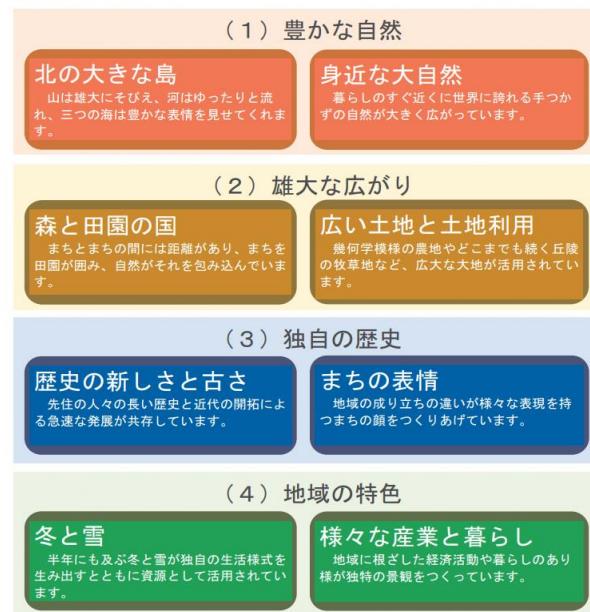 （１）豊かな自然
北の大きな島
山は雄大にそびえ、河はゆったりと流
れ、三つの海は豊かな表情を見せてくれま
す。
身近な大自然
暮らしのすぐ近くに世界に誇れる手つか
ずの自然が大きく広がっています。
（２）雄大な広がり
森と田園の国
まちとまちの間には距離があり、まちを
田園が囲み、自然がそれを包み込んでいま
す。
広い土地と土地利用
幾何学模様の農地やどこまでも続く丘陵
の牧草地など、広大な大地が活用されてい
ます。
（３）独自の歴史
歴史の新しさと古さ
先住の人々の長い歴史と近代の開拓によ
る急速な発展が共存しています。
まちの表情
地域の成り立ちの違いが様々な表現を持
つまちの顔をつくりあげています。
（４）地域の特色
冬と雪
半年にも及ぶ冬と雪が独自の生活様式を
生み出すとともに資源として活用されてい
ます。
様々な産業と暮らし
地域に根ざした経済活動や暮らしのあり
様が独特の景観をつくっています。